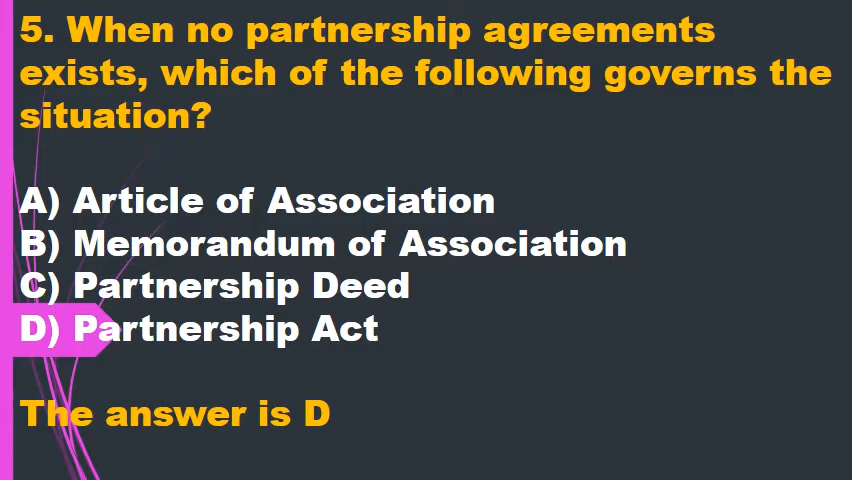 5. When no partnership agreements
exists, which of the following governs the
situation?
A) Article of Association
B) Memorandum of Association
C) Partnership Deed
D) Partnership Act
The answer is D